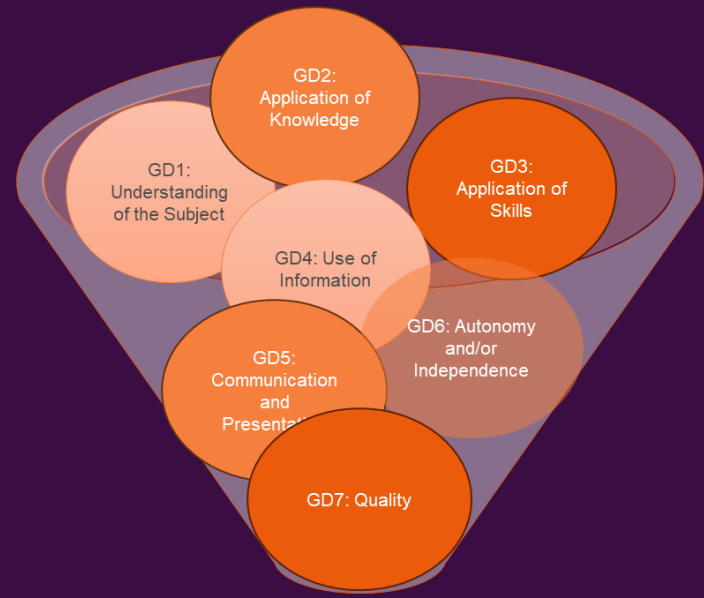 GD2:
Application of
Knowledge
GD1:
Understanding
of the Subject
GD3:
Application of
Skills
GD4: Use of
Information
GD6: Autonomy
and/or
Independence
GD5:
Communication
and
Presentati
GD7: Quality